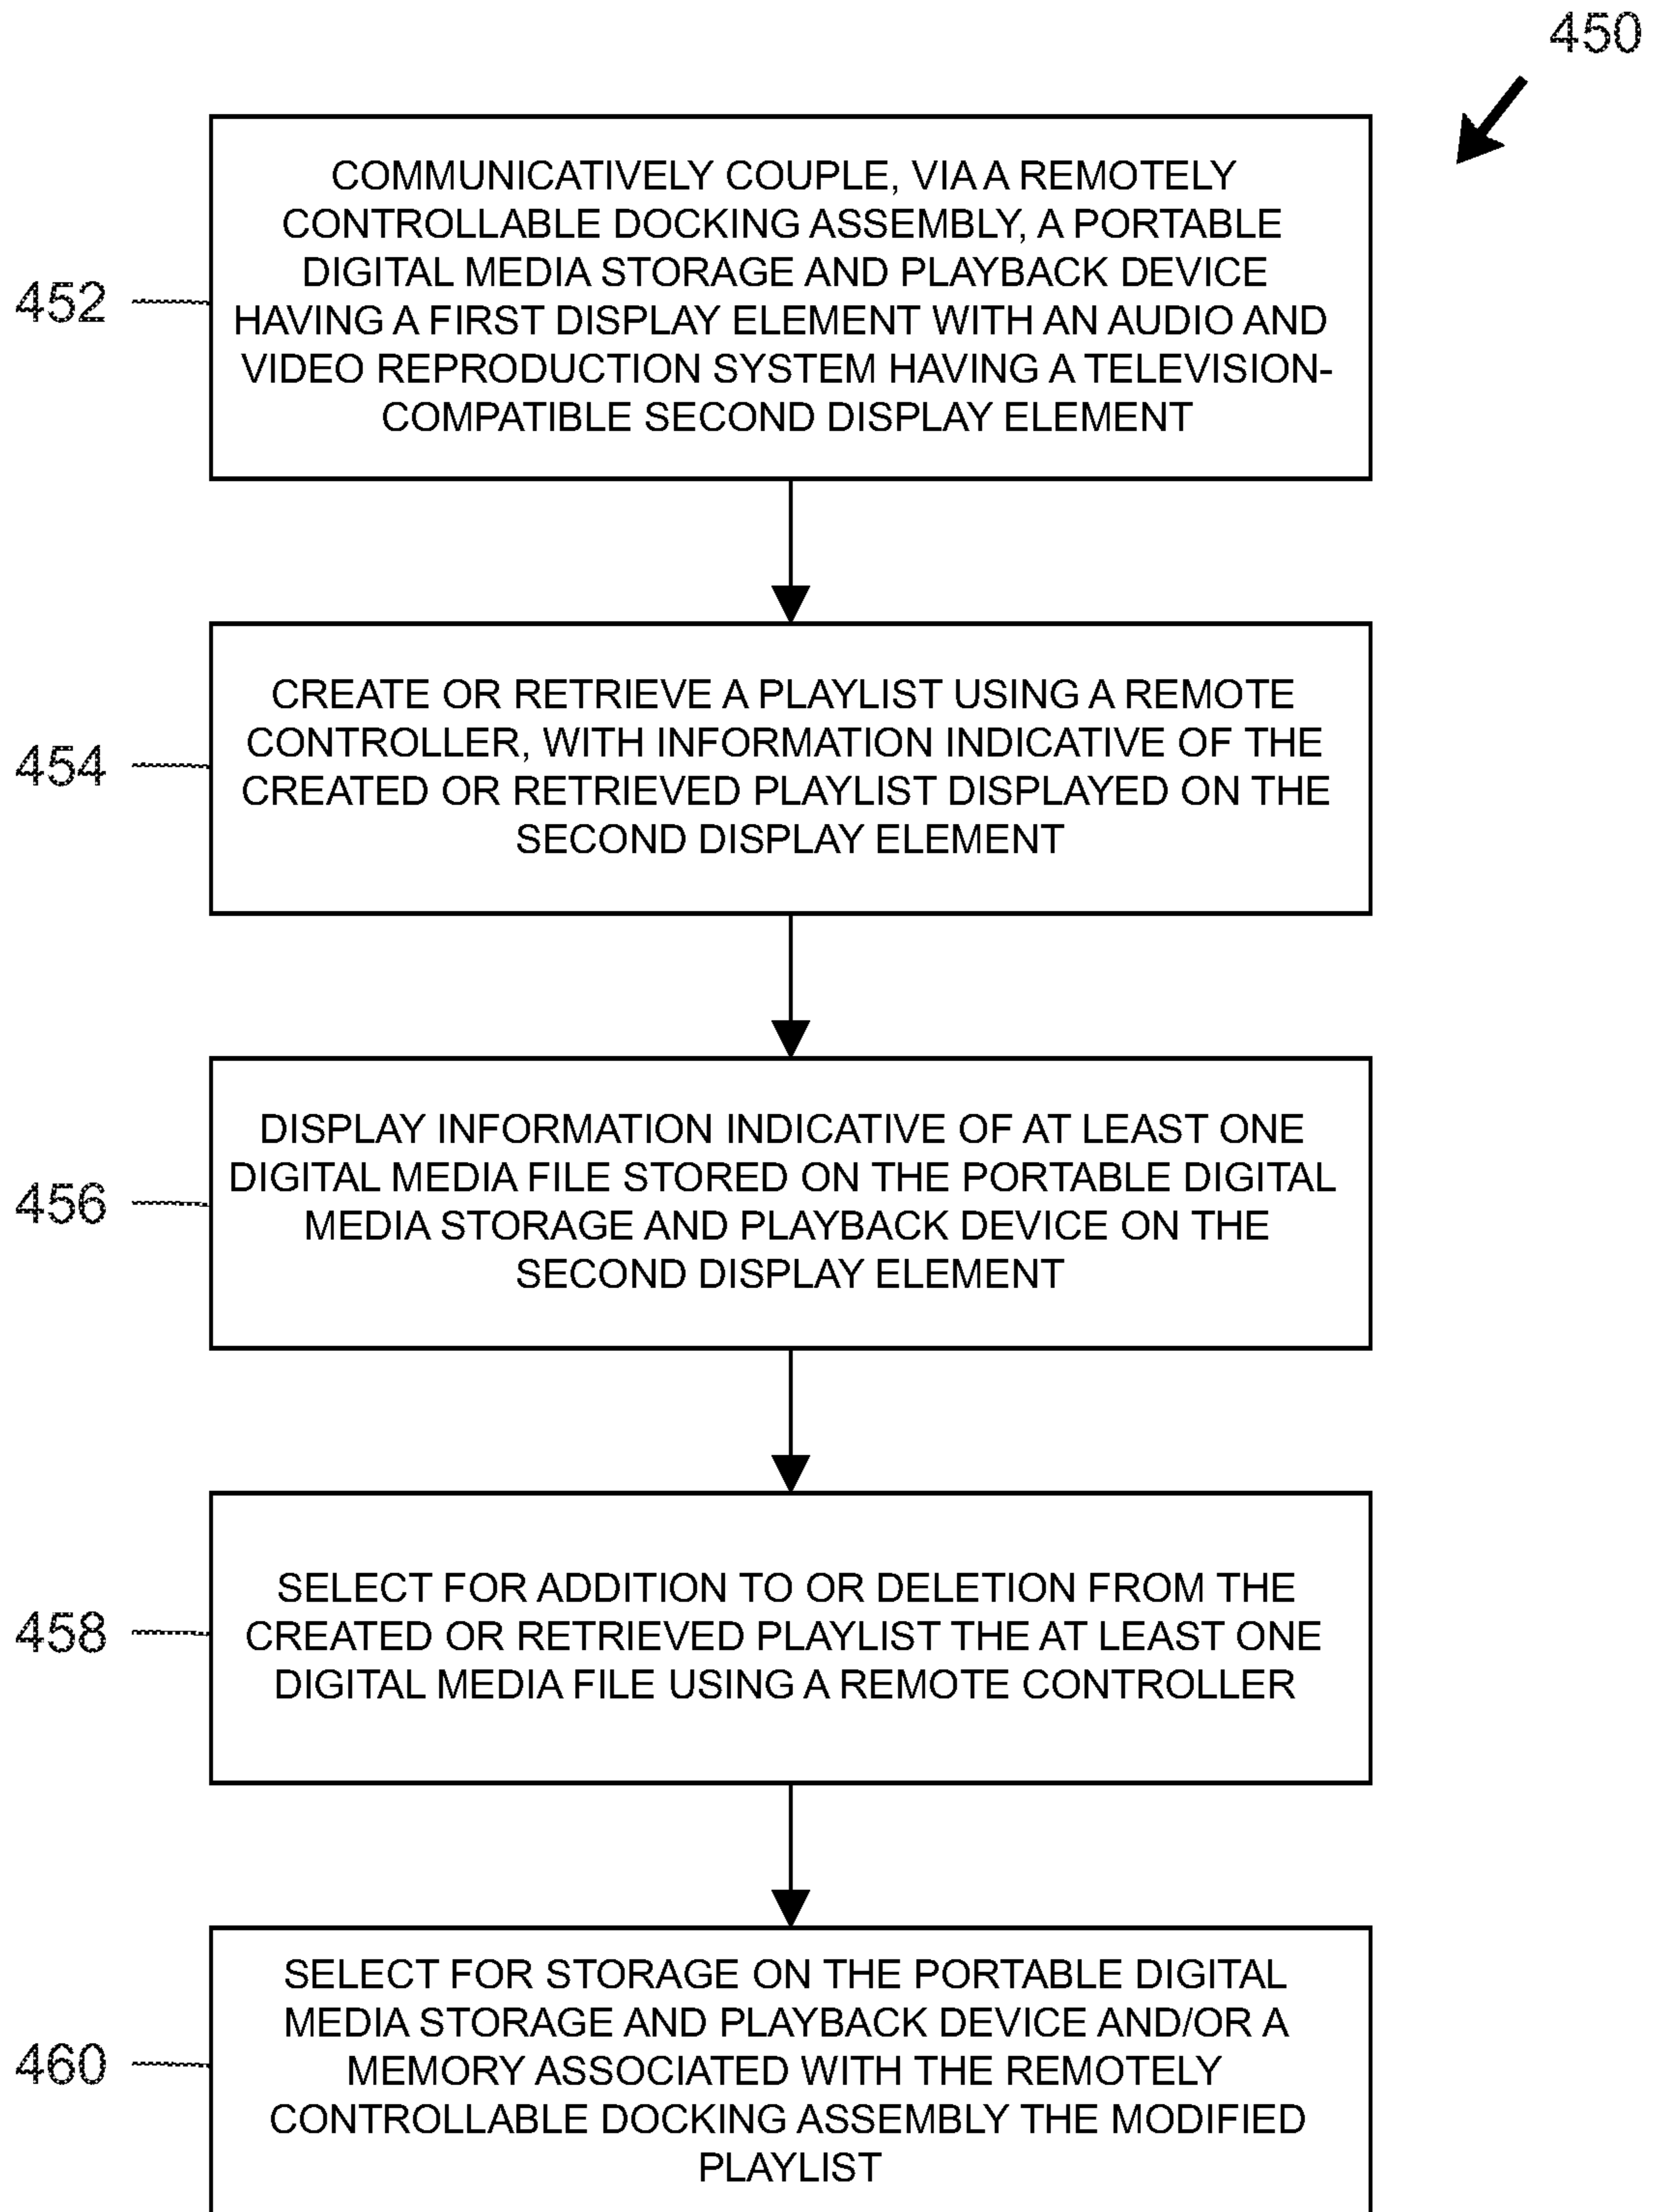 450
COMMUNICATIVELY COUPLE, VIA A REMOTELY
CONTROLLABLE DOCKING ASSEMBLY, A PORTABLE
DIGITAL MEDIA STORAGE AND PLAYBACK DEVICE
HAVING A FIRST DISPLAY ELEMENT WITH AN AUDIO AND
VIDEO REPRODUCTION SYSTEM HAVING A TELEVISION-
COMPATIBLE SECOND DISPLAY ELEMENT
452
CREATE OR RETRIEVE A PLAYLIST USING A REMOTE
CONTROLLER, WITH INFORMATION INDICATIVE OF THE
CREATED OR RETRIEVED PLAYLIST DISPLAYED ON THE
SECOND DISPLAY ELEMENT
454
DISPLAY INFORMATION INDICATIVE OF AT LEAST ONE
DIGITAL MEDIA FILE STORED ON THE PORTABLE DIGITAL
MEDIA STORAGE AND PLAYBACK DEVICE ON THE
SECOND DISPLAY ELEMENT
456
SELECT FOR ADDITION TO OR DELETION FROM THE
CREATED OR RETRIEVED PLAYLIST THE AT LEAST ONE
DIGITAL MEDIA FILE USING A REMOTE CONTROLLER
458
SELECT FOR STORAGE ON THE PORTABLE DIGITAL
MEDIA STORAGE AND PLAYBACK DEVICE AND/OR A
MEMORY ASSOCIATED WITH THE REMOTELY
CONTROLLABLE DOCKING ASSEMBLY THE MODIFIED
PLAYLIST
460